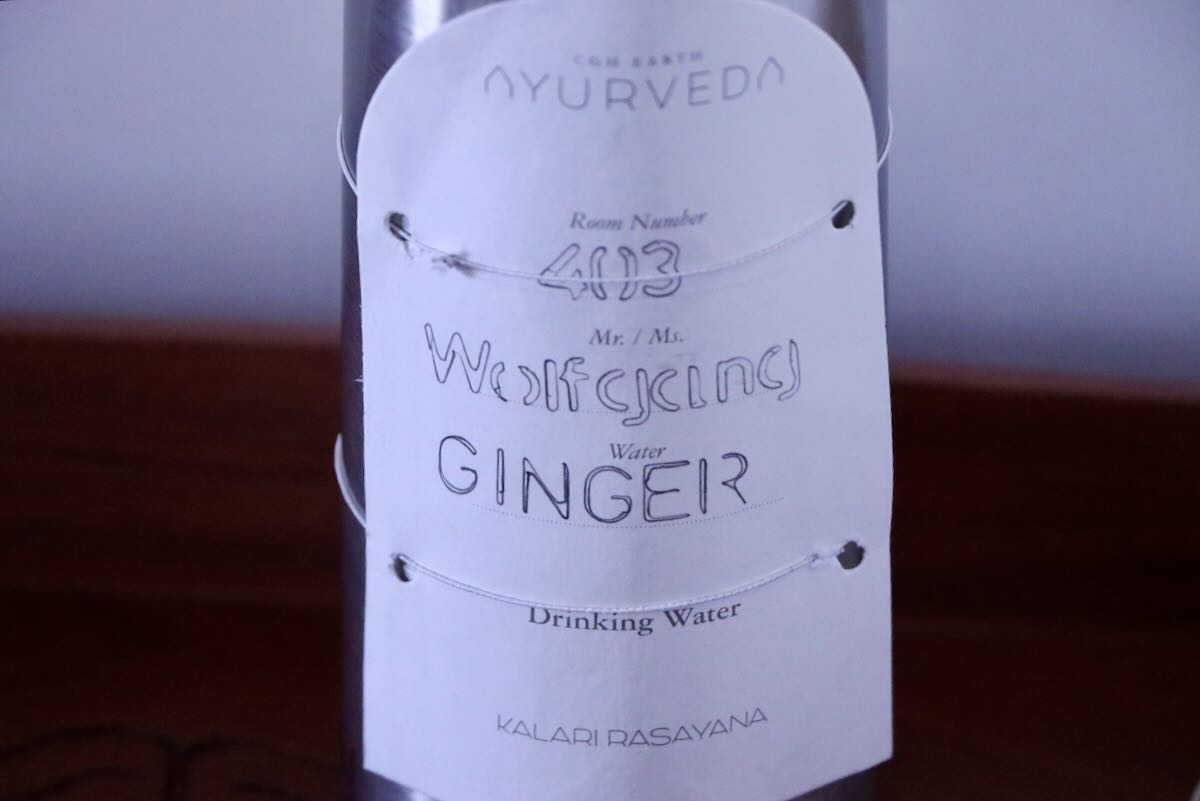 CGH EARTH
AYURVEDA
Room Number
403
Mr. / Ms.
Wolfgang
Water
GINGER
Drinking Water
KALARI RASAYANA